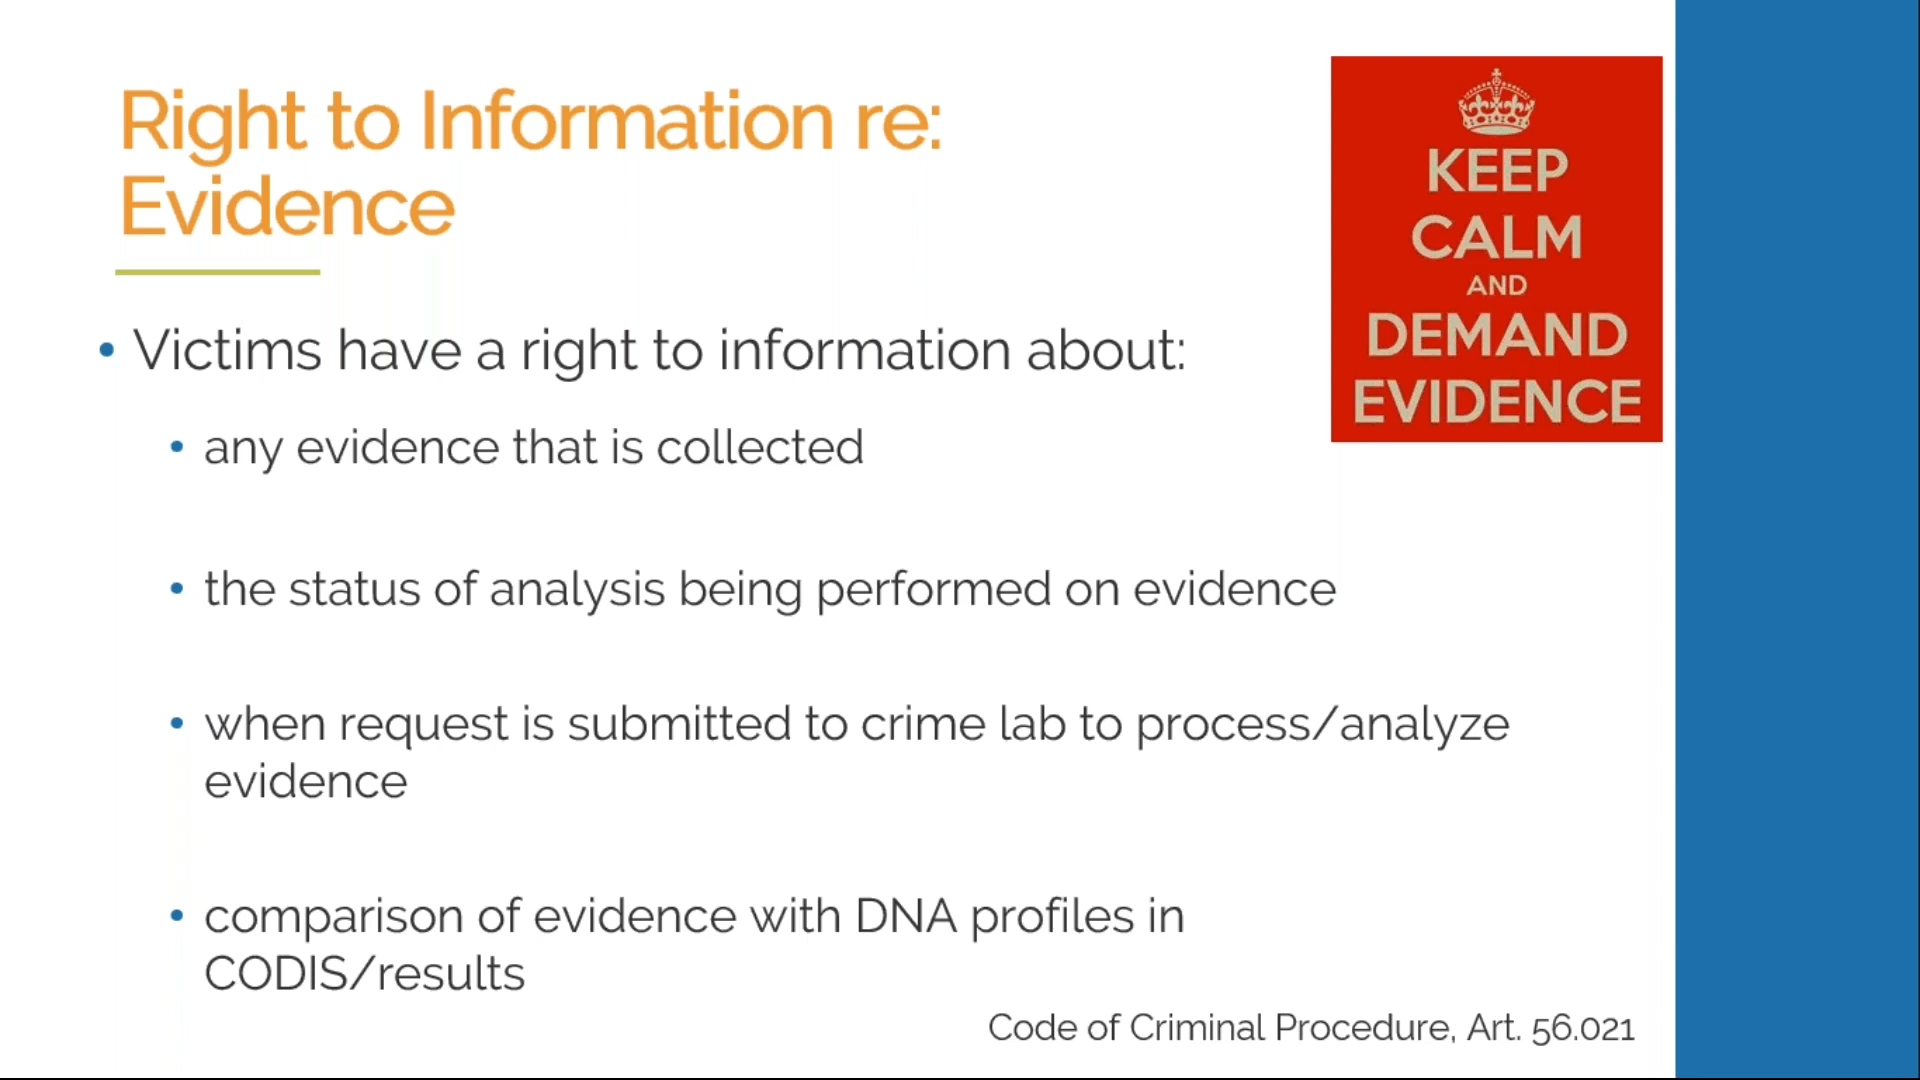 Right to Information re:
Evidence
KEEP
CALM
AND
DEMAND
EVIDENCE
• Victims have a right to information about:
• any evidence that is collected
• the status of analysis being performed on evidence
• when request is submitted to crime lab to process/analyze
evidence
• comparison of evidence with DNA profiles in
CODIS/results
Code of Criminal Procedure, Art. 56.021